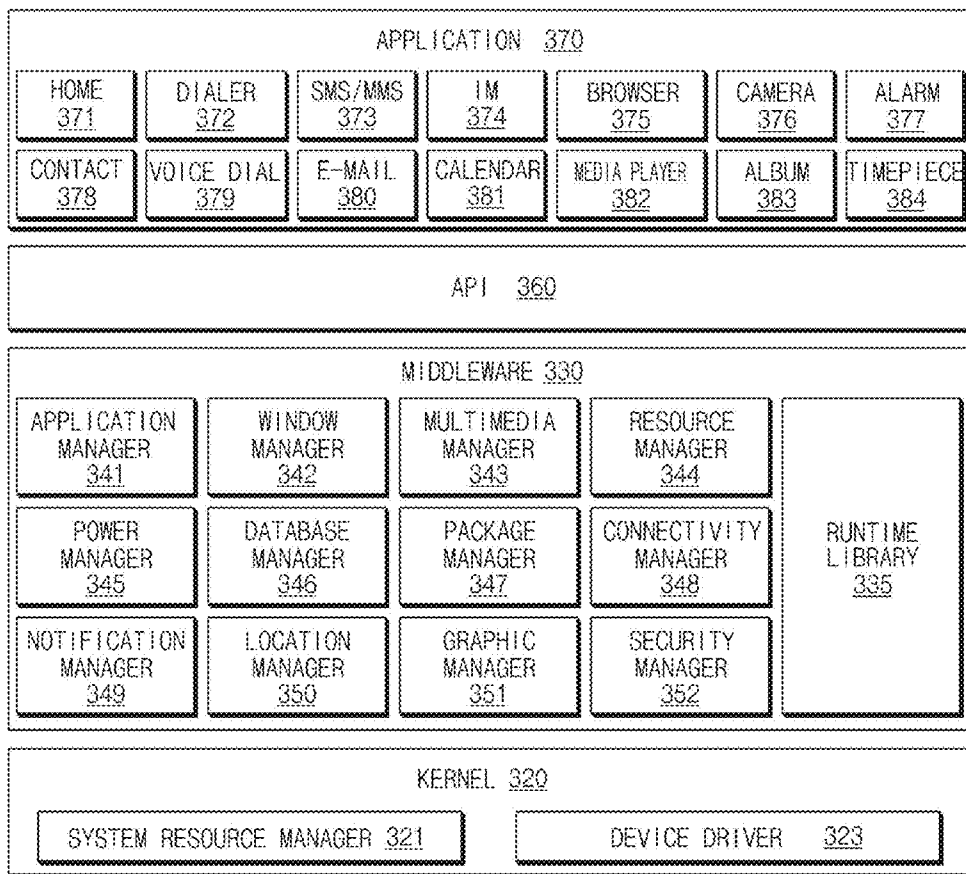 APPLICATION 370
HOME
371
DIALER
372
SMS/MMS
373
IM
374
BROWSER
375
CAMERA
376
ALARM
377
CONTACT
378
VOICE DIAL
379
E-MAIL
380
CALENDAR
381
MEDIA PLAYER
382
ALBUM
383
TIMEPIECE
384
API 360
MIDDLEWARE 330
APPLICATION
MANAGER
341
WINDOW
MANAGER
342
MULTIMEDIA
MANAGER
343
RESOURCE
MANAGER
344
POWER
MANAGER
345
DATABASE
MANAGER
346
PACKAGE
MANAGER
347
CONNECTIVITY
MANAGER
348
NOTIFICATION
MANAGER
349
LOCATION
MANAGER
350
GRAPHIC
MANAGER
351
SECURITY
MANAGER
352
RUNTIME
LIBRARY
335
KERNEL 320
SYSTEM RESOURCE MANAGER 321
DEVICE DRIVER 323